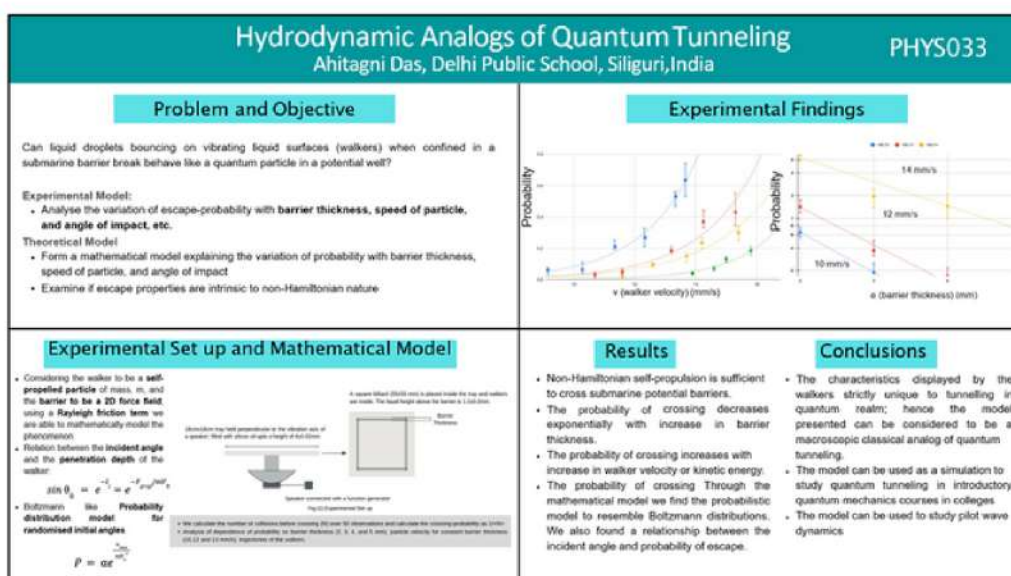 Hydrodynamic Analogs of Quantum Tunneling
PHYS033
Ahitagni Das, Delhi Public School, Siliguri,India
Problem and Objective
Can liquid droplets bouncing on vibrating liquid surfaces (walkers) when confined in a
submarine barrier break behave like a quantum particle in a potential well?
Experimental Model:
• Analyse the variation of escape-probability with barrier thickness, speed of particle,
and angle of impact, etc.
Theoretical Model
• Form a mathematical model explaining the variation of probability with barrier thickness,
speed of particle, and angle of impact
• Examine if escape properties are intrinsic to non-Hamiltonian nature
Experimental Findings
Probability
v (walker velocity) (mm/s)
Probability
14 mm/s
12 mm/s
10 mm/s
e (barrier thickness) (mm)
Experimental Set up and Mathematical Model
• Considering the walker to be a self-
propelled particle of mass, m, and
the barrier to be a 2D force field;
using a Rayleigh friction term we
are able to mathematically model the
phenomenon
• Relation between the incident angle
and the penetration depth of the
walker:
• Boltzmann like Probability
distribution model for
randomised initial angles
Barrier
Thickness
Speaker connected with a function generator
Results
• Non-Hamiltonian self-propulsion is sufficient
to cross submarine potential barriers.
• The probability of crossing decreases
exponentially with increase in barrier
thickness.
• The probability of crossing increases with
increase in walker velocity or kinetic energy.
• The probability of crossing Through the
mathematical model we find the probabilistic
model to resemble Boltzmann distributions.
We also found a relationship between the
incident angle and probability of escape.
Conclusions
• The characteristics displayed by the
walkers strictly unique to tunnelling in
quantum realm; hence the model
presented can be considered to be a
macroscopic classical analog of quantum
tunneling.
• The model can be used as a simulation to
study quantum tunneling in introductory
quantum mechanics courses in colleges
• The model can be used to study pilot wave
dynamics